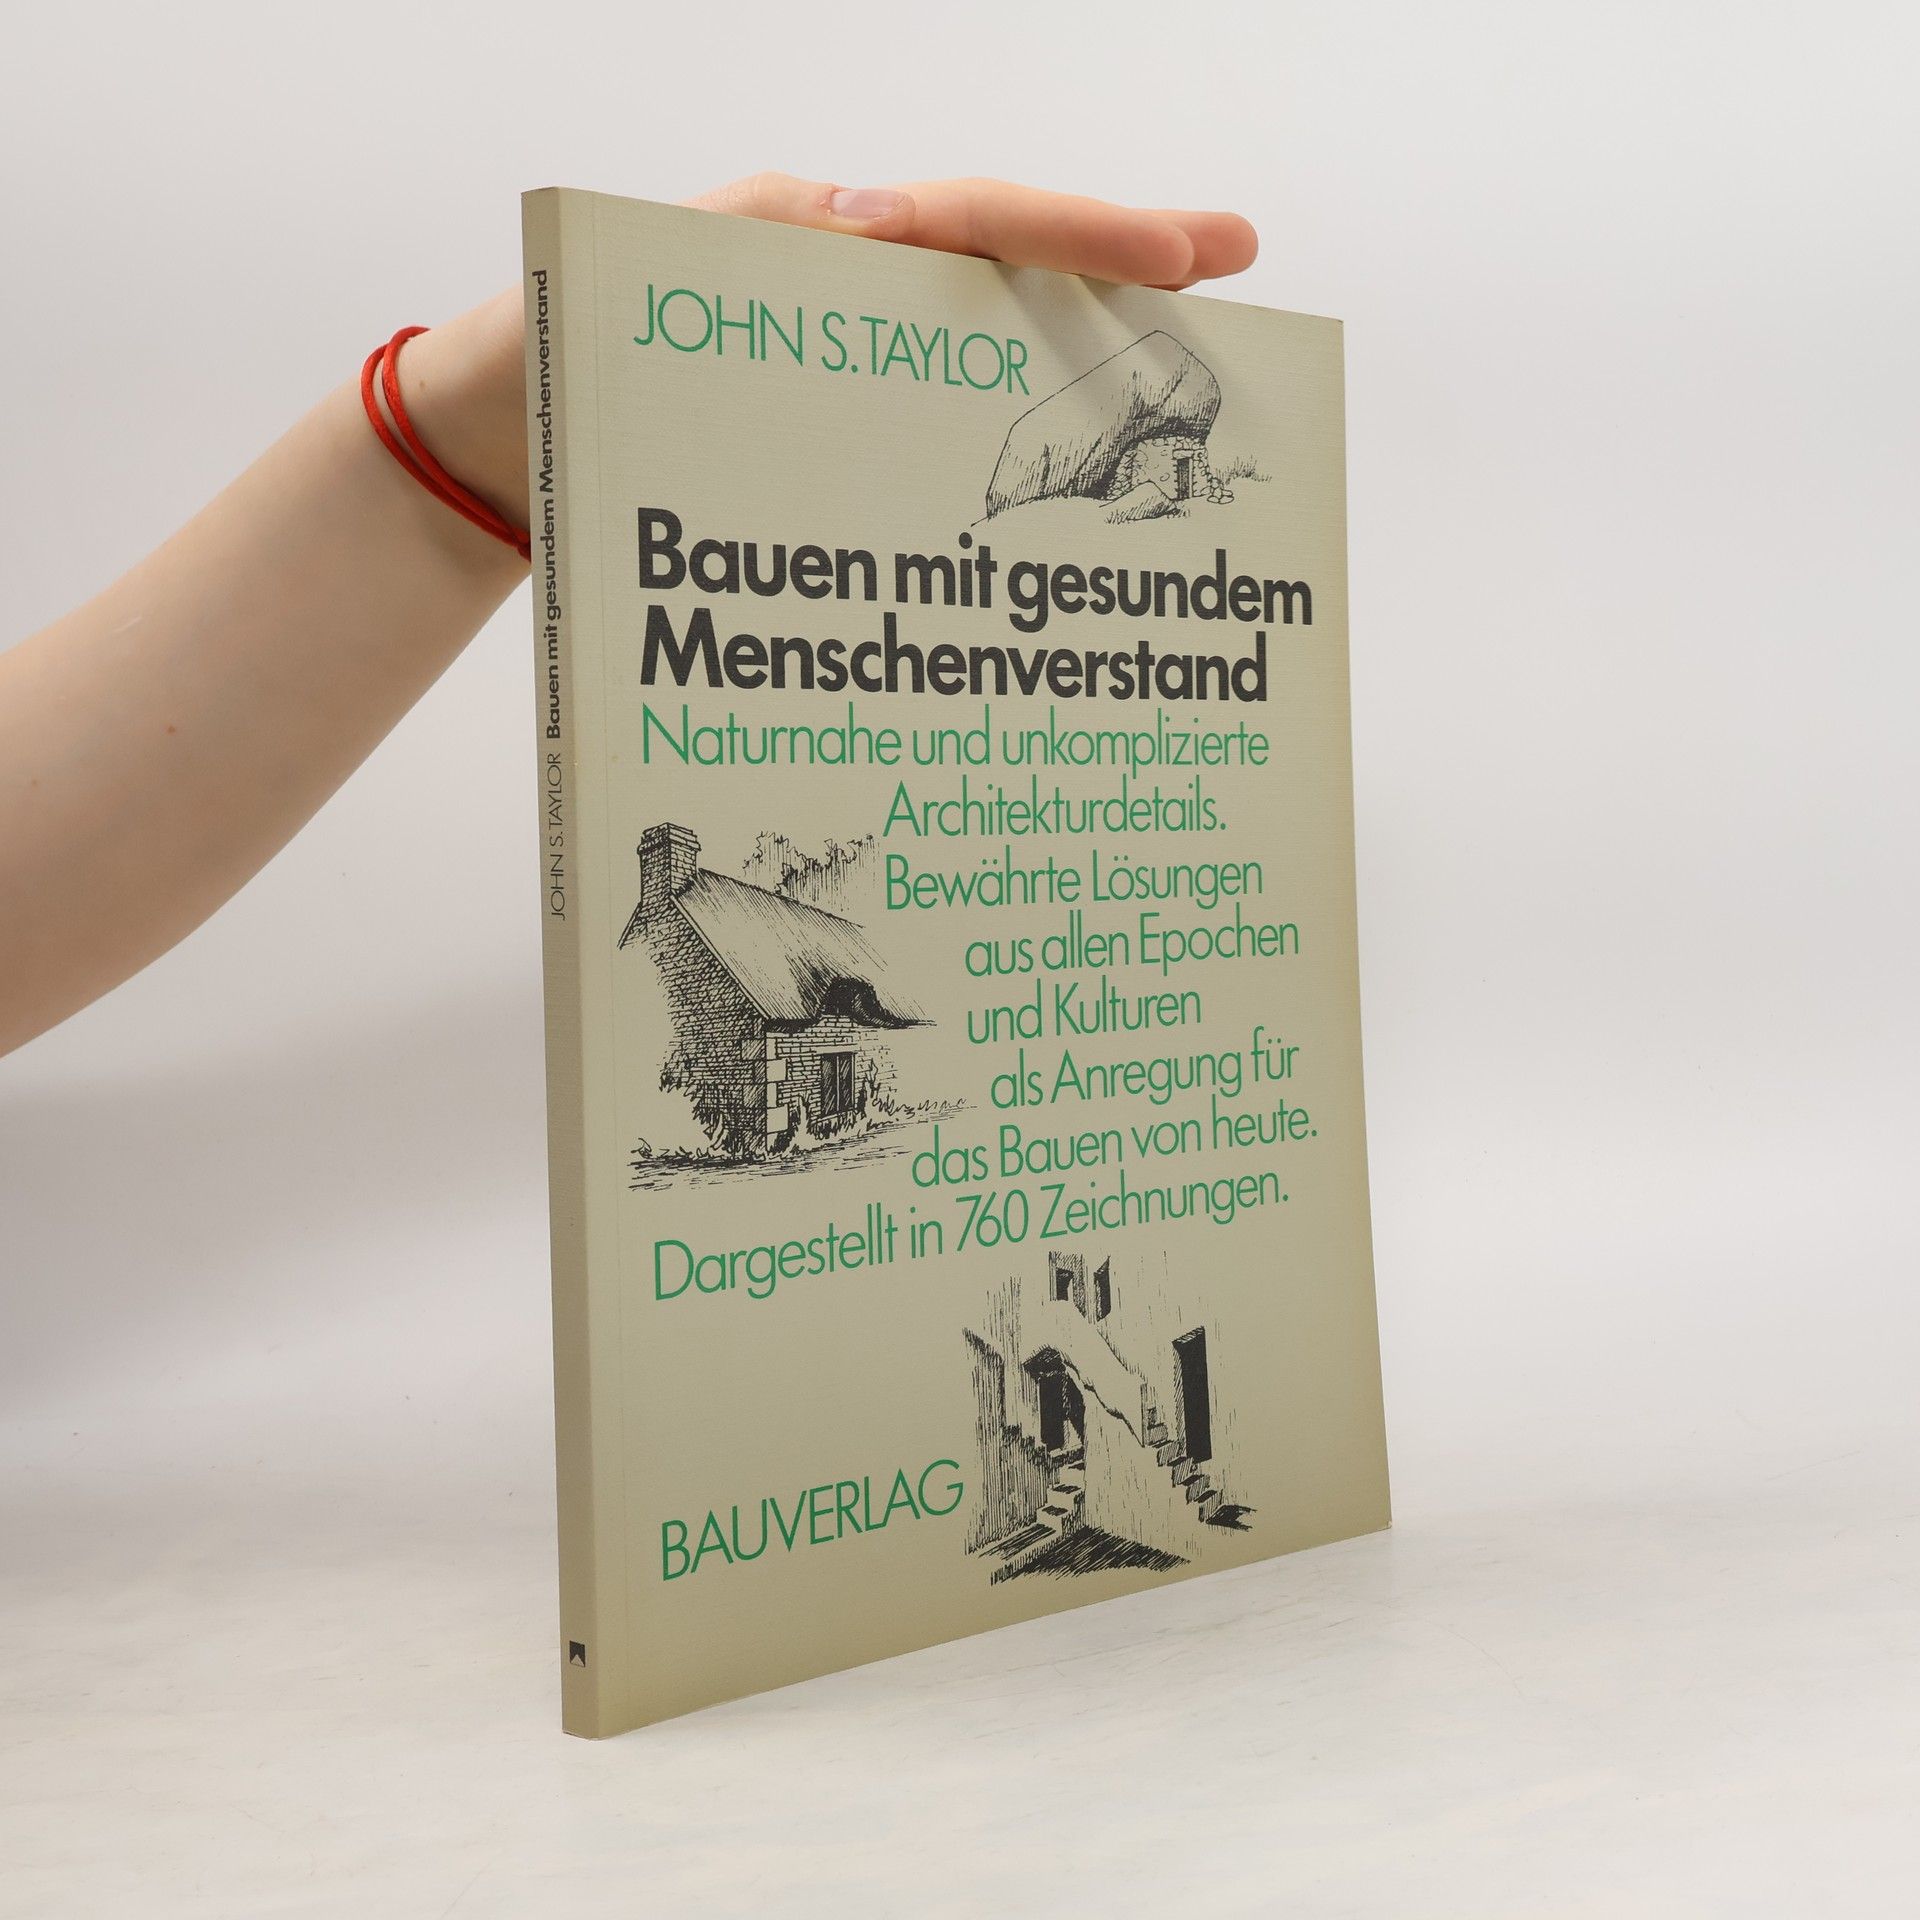 JOHN S. TAYLOR Bauen mit gesundem Menschenverstand
JOHN S. TAYLOR
Bauen mit gesundem
Menschenverstand
Naturnahe und unkomplizierte
Architekturdetails.
Bewährte Lösungen
aus allen Epochen
und Kulturen
als Anregung für
das Bauen von heute.
Dargestellt in 760 Zeichnungen.
BAUVERLAG